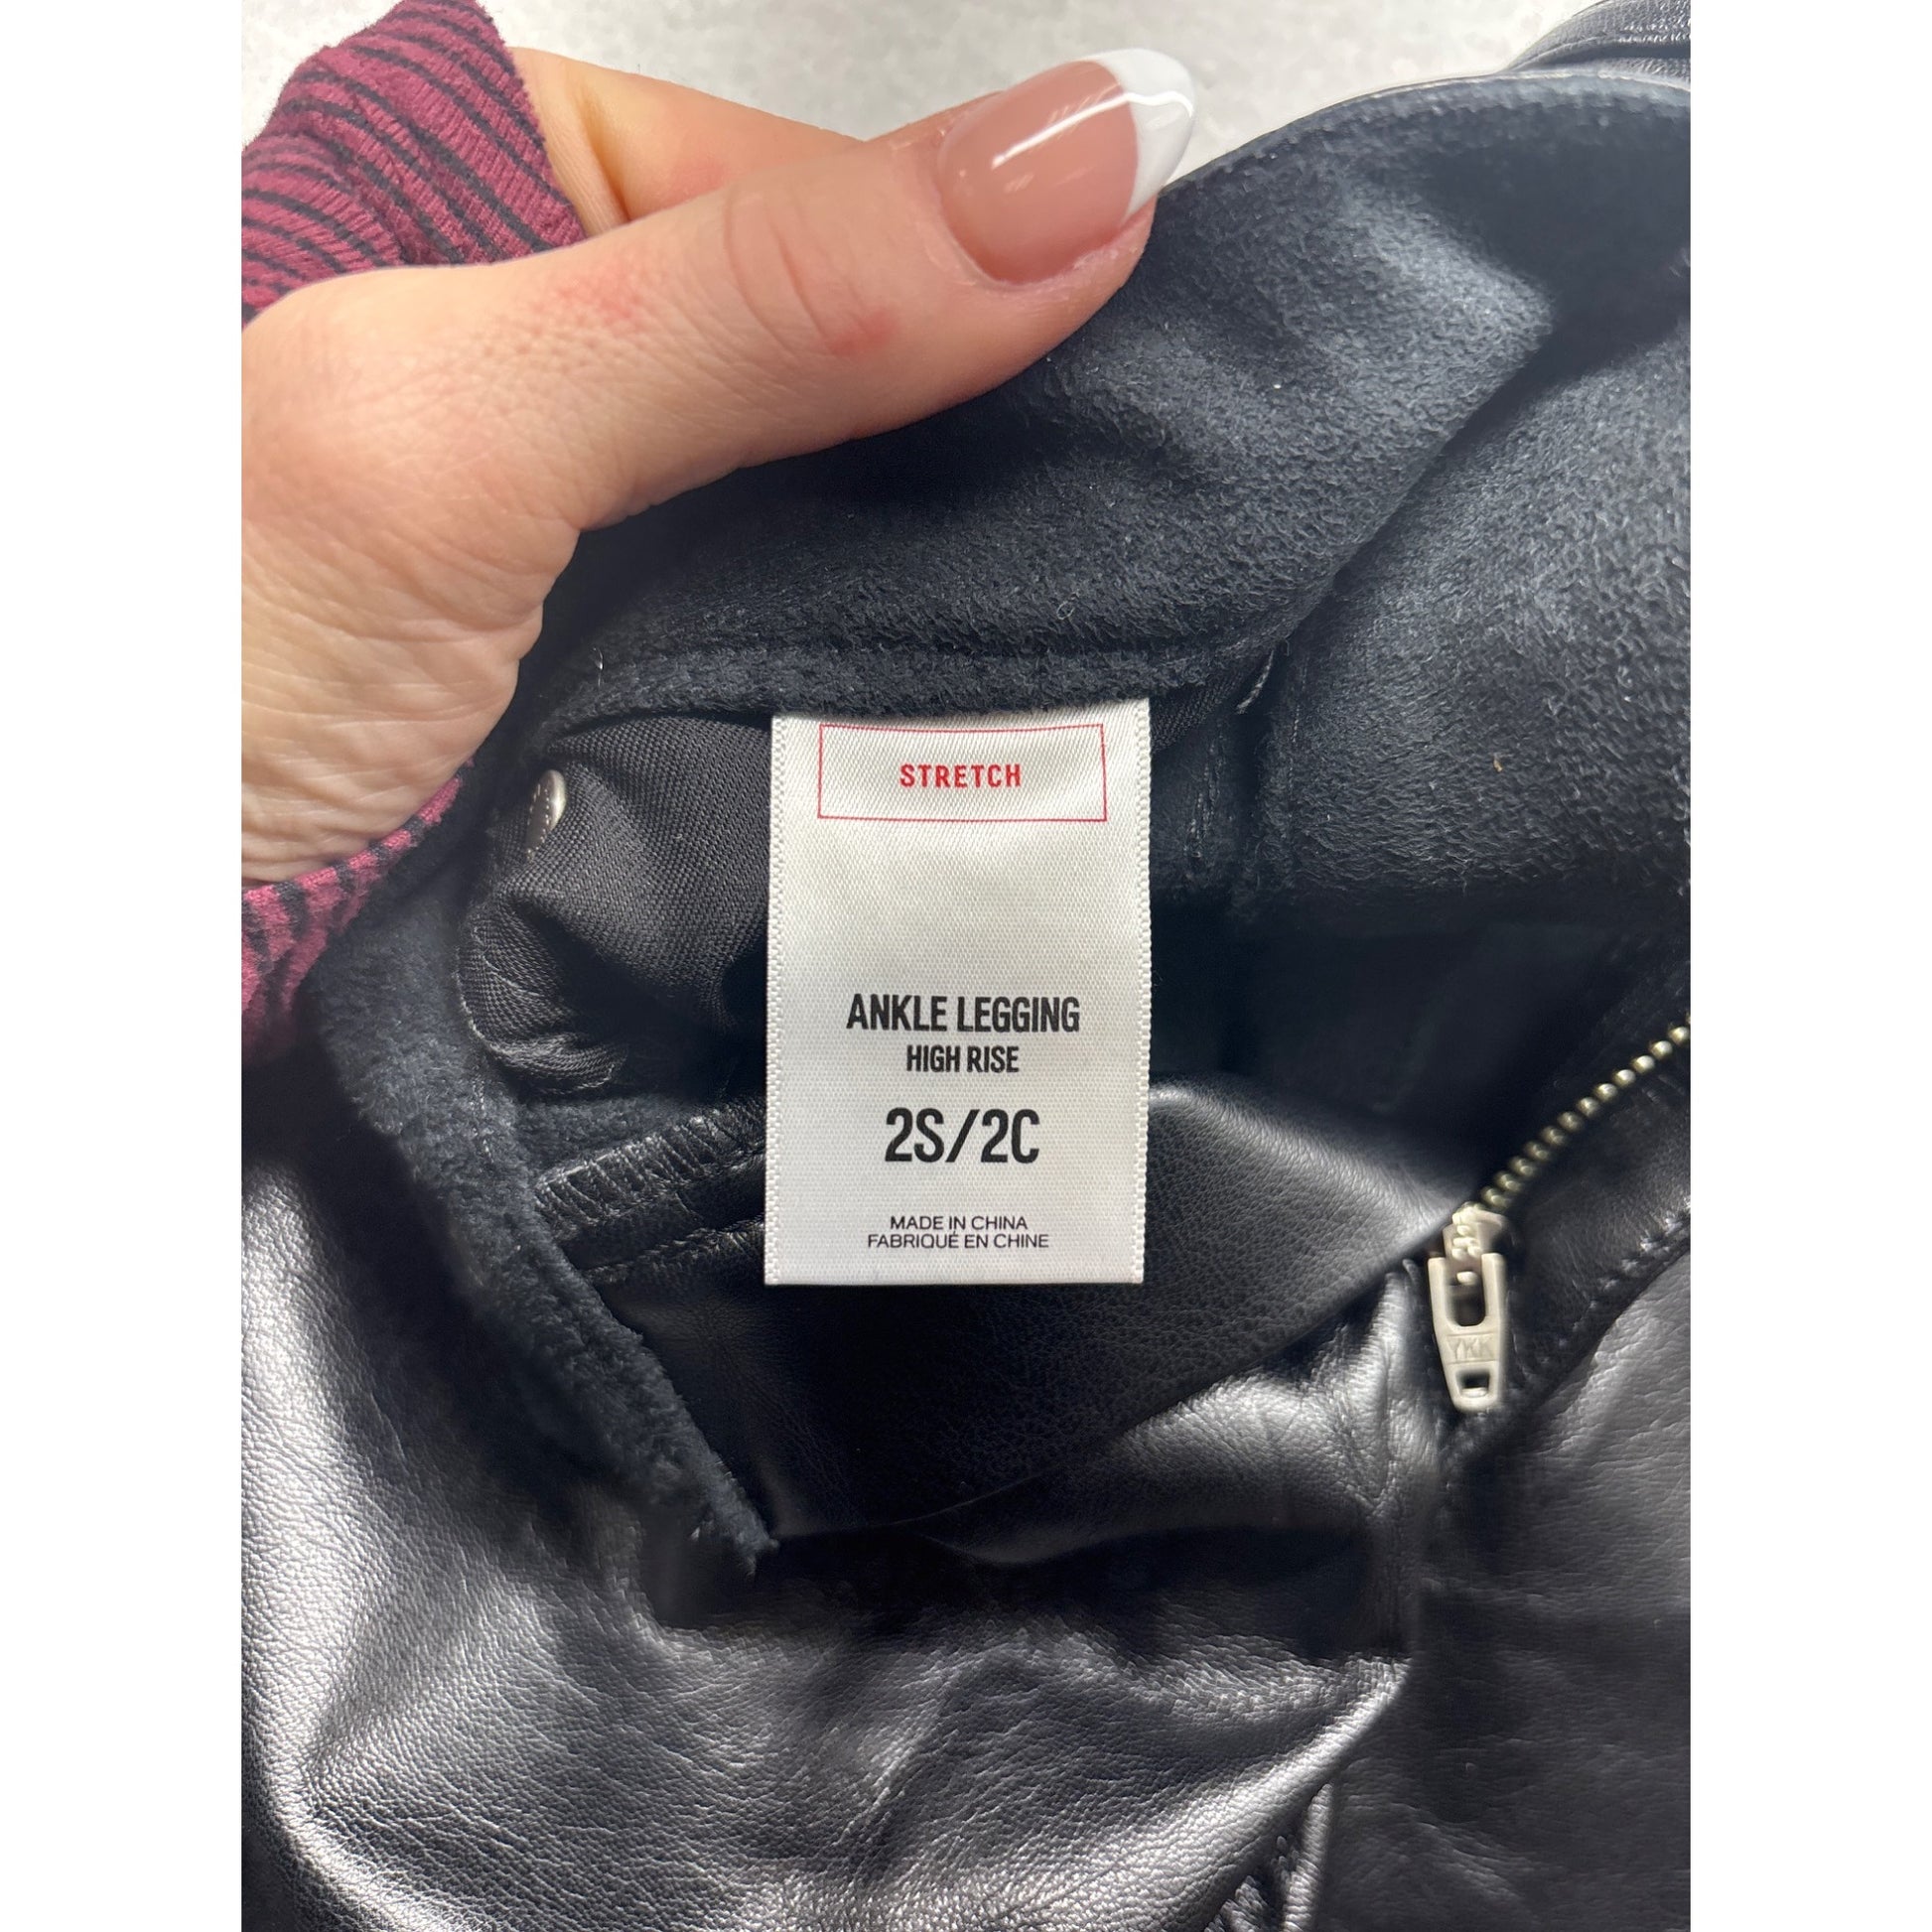 STRETCH
ANKLE LEGGING
HIGH RISE
2S/2C
MADE IN CHINA
FABRIQUÉ EN CHINE
YKK